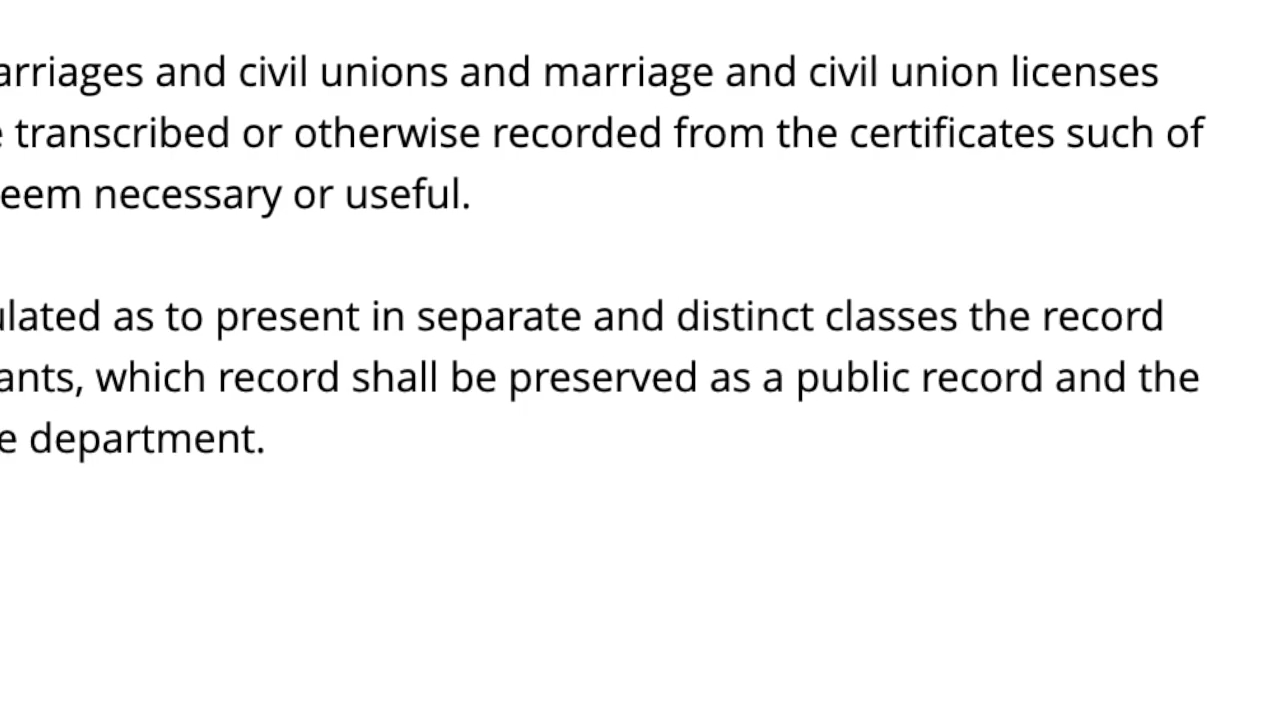 arriages and civil unions and marriage and civil union licenses
transcribed or otherwise recorded from the certificates such of
eem necessary or useful.
ulated as to present in separate and distinct classes the record
ants, which record shall be preserved as a public record and the
e department.